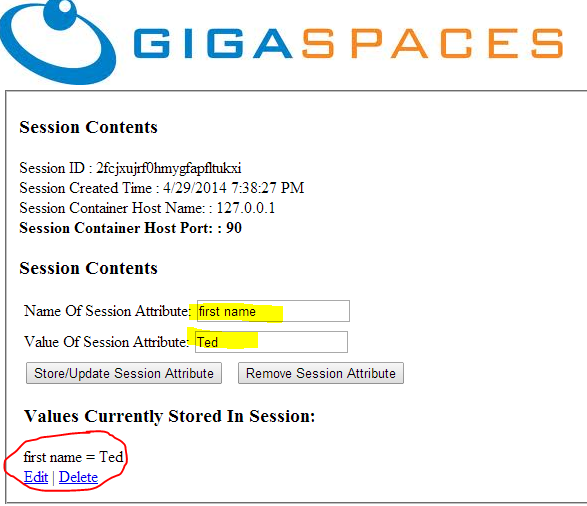 GIGASPACES
Session Contents
Session ID : 2fcjxujrf0hmygfapfltukxi
Session Created Time : 4/29/2014 7:38:27 PM
Session Container Host Name: : 127.0.0.1
Session Container Host Port: : 90
Session Contents
Name Of Session Attribute: first name
Value Of Session Attribute: Ted
Store/Update Session Attribute Remove Session Attribute
Values Currently Stored In Session:
first name = Ted
Edit | Delete